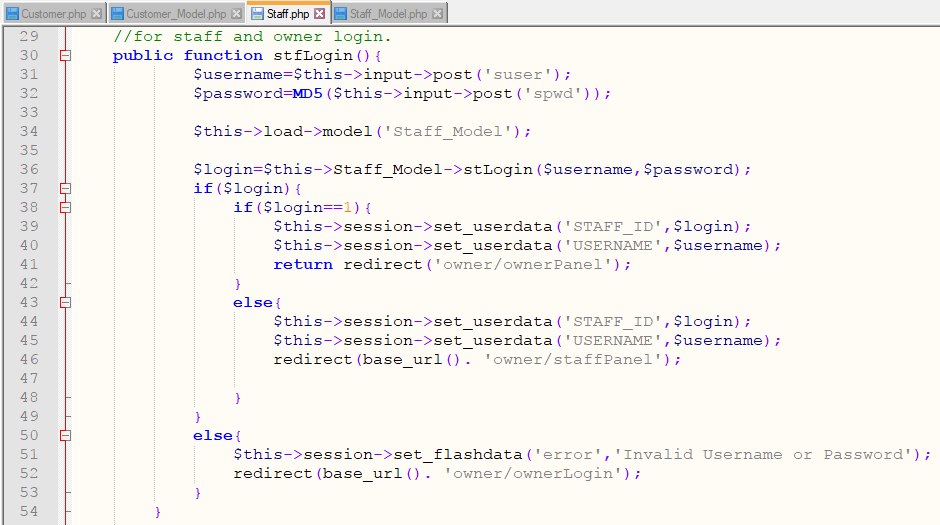 Customer.php Customer_Model.php Staff.php Staff_Model.php
29 //for staff and owner login.
30 public function stfLogin(){
31 $username=$this->input->post('suser');
32 $password=MD5($this->input->post('spwd'));
33
34 $this->load->model('Staff_Model');
35
36 $login=$this->Staff_Model->stLogin($username,$password);
37 if($login){
38 if($login==1){
39 $this->session->set_userdata('STAFF_ID',$login);
40 $this->session->set_userdata('USERNAME',$username);
41 return redirect('owner/ownerPanel');
42 }
43 else{
44 $this->session->set_userdata('STAFF_ID',$login);
45 $this->session->set_userdata('USERNAME',$username);
46 redirect(base_url(). 'owner/staffPanel');
47
48 }
49 }
50 else{
51 $this->session->set_flashdata('error','Invalid Username or Password');
52 redirect(base_url(). 'owner/ownerLogin');
53 }
54 }